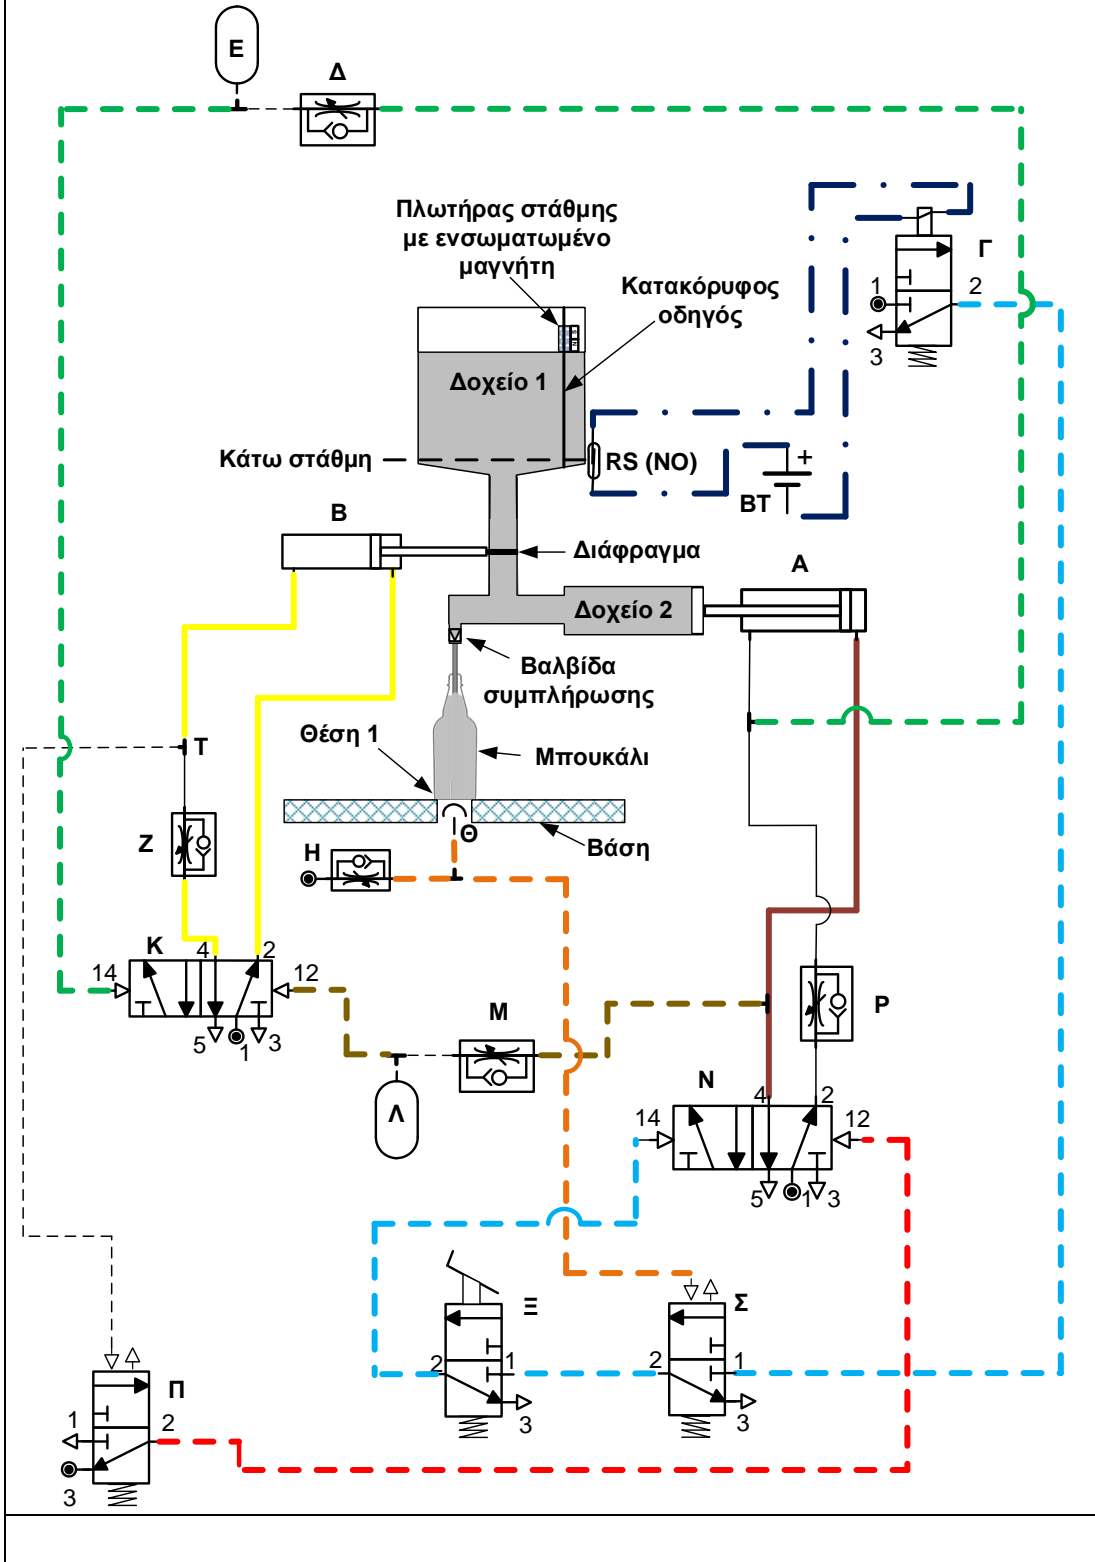 Ε
Δ
Πλωτήρας στάθμης
με ενσωματωμένο
μαγνήτη
Κατακόρυφος
οδηγός
Γ
1
2
3
Δοχείο 1
Κάτω στάθμη
RS (NO)
+
BT
Β
Διάφραγμα
Α
Δοχείο 2
Βαλβίδα
συμπλήρωσης
Θέση 1
Μπουκάλι
Τ
Ζ
Θ
Βάση
Η
Κ
4
2
14
12
5
1
3
Μ
Ρ
Λ
Ν
4
2
14
12
5
1
3
Ξ
2
1
3
Σ
2
1
3
Π
1
2
3